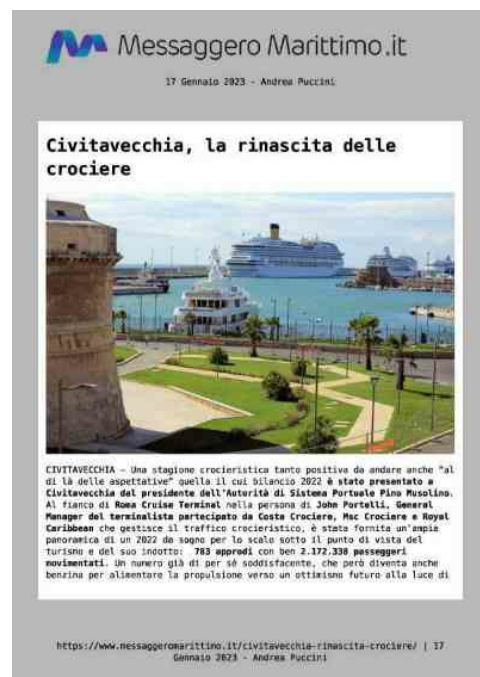 Messaggero Marittimo.it
17 Gennaio 2023 - Andrea Puccini
Civitavecchia, la rinascita delle
crociere
CIVITAVECCHIA – Una stagione crocieristica tanto positiva da andare anche "al
di là delle aspettative" quella il cui bilancio 2022 è stato presentato a
Civitavecchia dal presidente dell'Autorità di Sistema Portuale Pino Musolino.
Al fianco di Roma Cruise Terminal nella persona di John Portelli, General
Manager del terminalista partecipato da Costa Crociere, Msc Crociere e Royal
Caribbean che gestisce il traffico crocieristico, è stata fornita un'ampia
panoramica di un 2022 da sogno per lo scalo sotto il punto di vista del
turismo e del suo indotto: 783 approdi con ben 2.172.338 passeggeri
movimentati. Un numero già di per sé soddisfacente, che però diventa anche
benzina per alimentare la propulsione verso un ottimismo futuro alla luce di
https://www.messaggeromarittimo.it/civitavecchia-rinascita-crociere/ | 17
Gennaio 2023 - Andrea Puccini